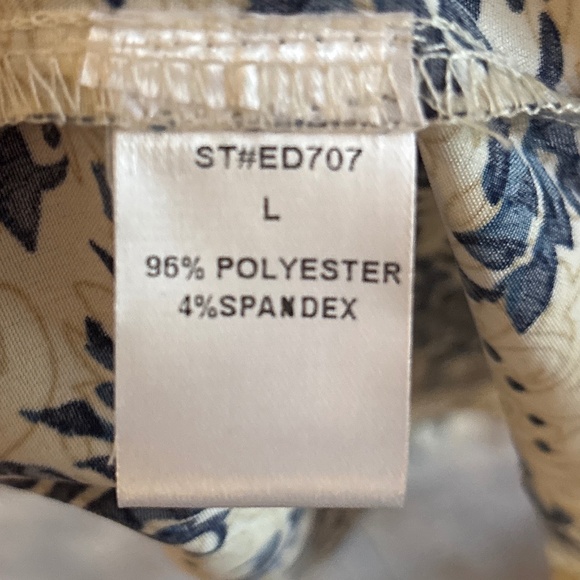 ST#ED707
L
96% POLYESTER
4%SPANDEX